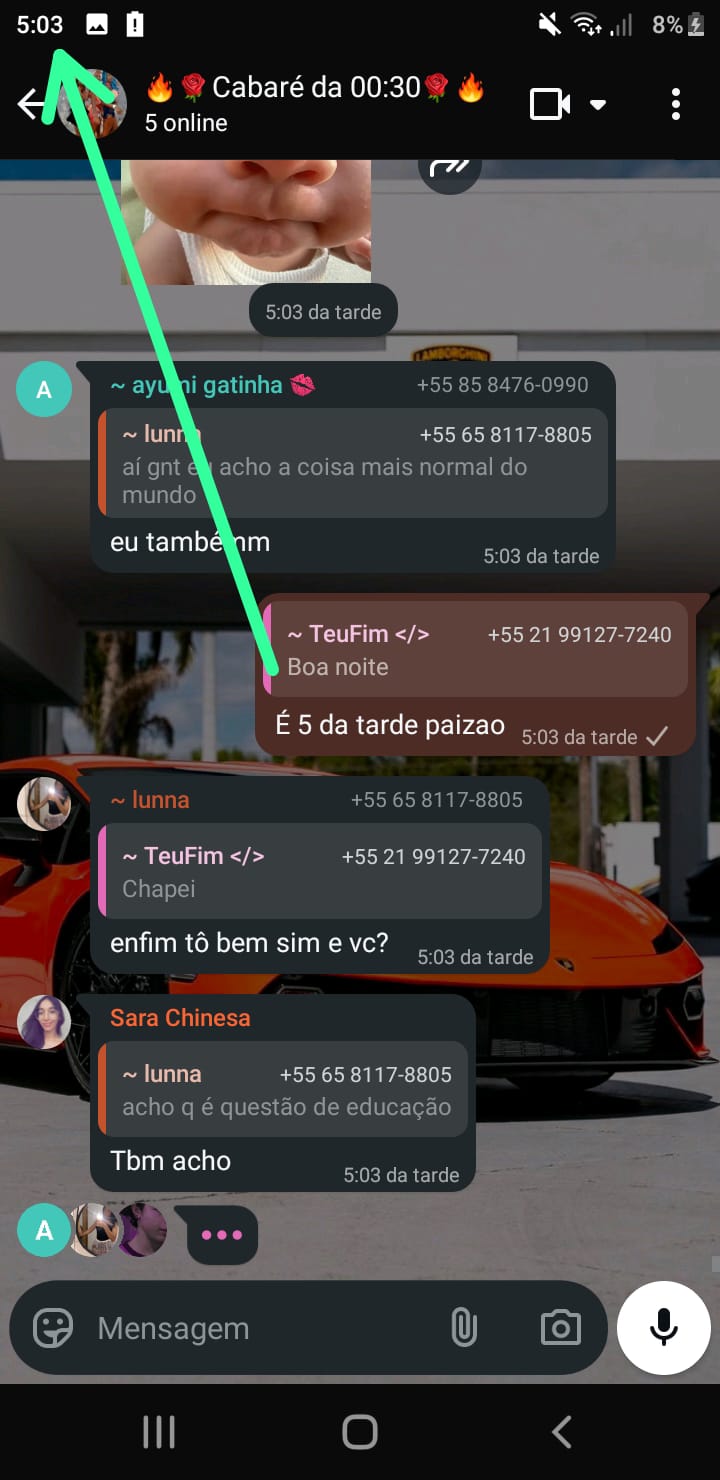 5:03
8%
🔥🌹Cabaré da 00:30🌹🔥
5 online
5:03 da tarde
LAMBORGHINI
A
~ ayumi gatinha 💋 +55 85 8476-0990
~ lunna +55 65 8117-8805
aí gnt eu acho a coisa mais normal do
mundo
eu tambémm
5:03 da tarde
~ TeuFim </> +55 21 99127-7240
Boa noite
É 5 da tarde paizao 5:03 da tarde
~ lunna +55 65 8117-8805
~ TeuFim </> +55 21 99127-7240
Chapei
enfim tô bem sim e vc? 5:03 da tarde
Sara Chinesa
~ lunna +55 65 8117-8805
acho q é questão de educação
Tbm acho 5:03 da tarde
A
Mensagem